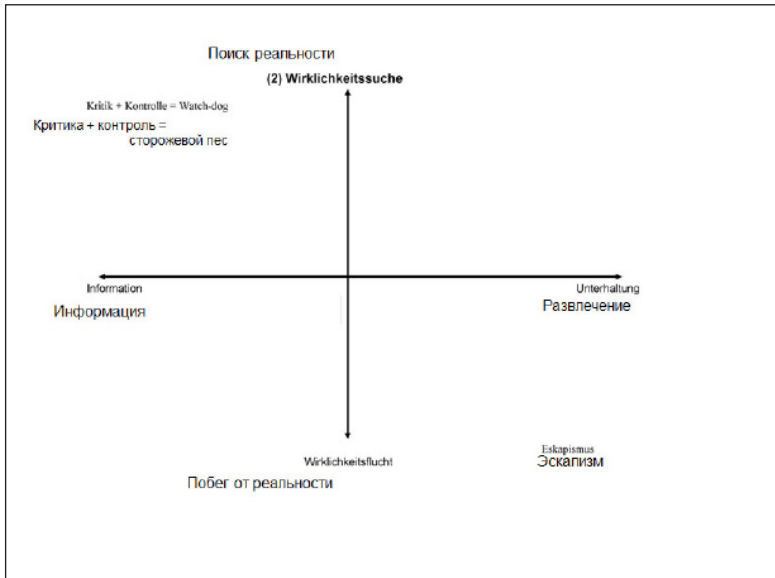 Поиск реальности
(2) Wirklichkeitssuche
Kritik + Kontrolle = Watch-dog
Критика + контроль =
сторожевой пес
Information
Unterhaltung
Информация
Развлечение
Eskapismus
Wirklichkeitsflucht
Эскапизм
Побег от реальности